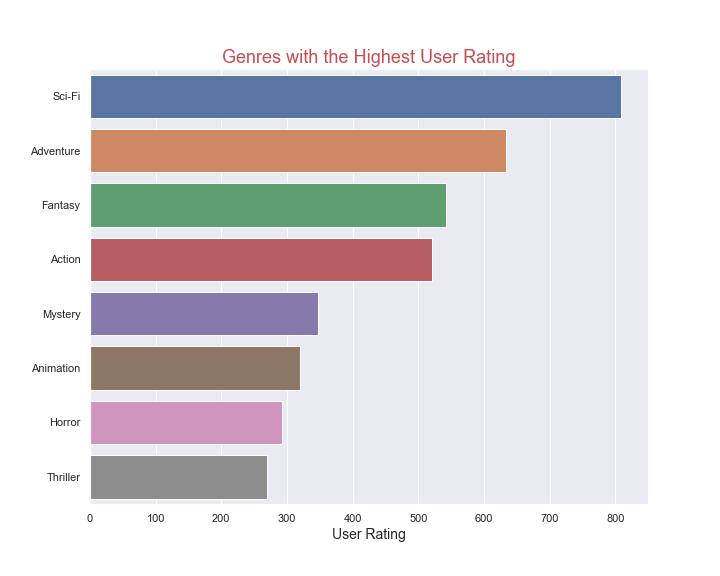 Genres with the Highest User Rating
Sci-Fi
Adventure
Fantasy
Action
Mystery
Animation
Horror
Thriller
0 100 200 300 400 500 600 700 800
User Rating